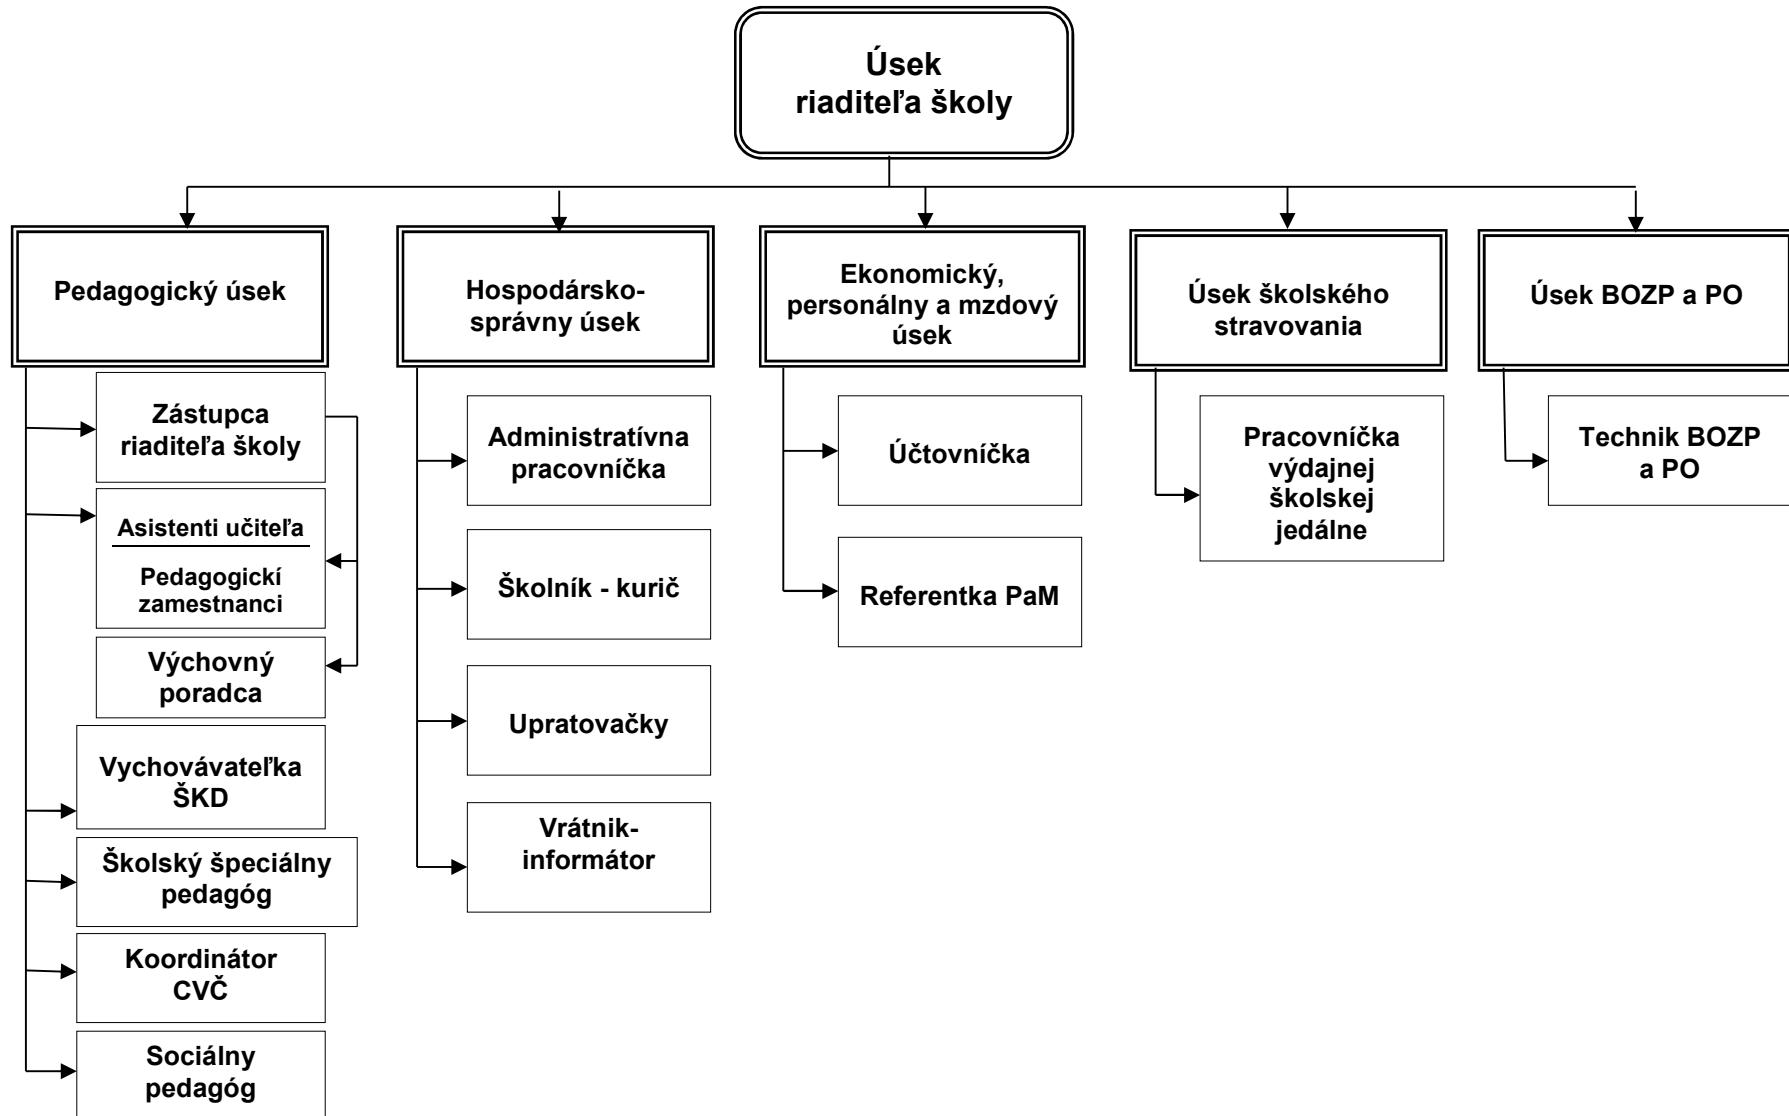 Úsek
riaditeľa školy
Pedagogický úsek
Hospodársko-
správny úsek
Ekonomický,
personálny a mzdový
úsek
Úsek školského
stravovania
Úsek BOZP a PO
Zástupca
riaditeľa školy
Asistenti učiteľa
Pedagogickí
zamestnanci
Výchovný
poradca
Vychovávateľka
ŠKD
Školský špeciálny
pedagóg
Koordinátor
CVČ
Sociálny
pedagóg
Administratívna
pracovníčka
Školník - kurič
Upratovačky
Vrátnik-
informátor
Účtovníčka
Referentka PaM
Pracovníčka
výdajnej
školskej
jedálne
Technik BOZP
a PO